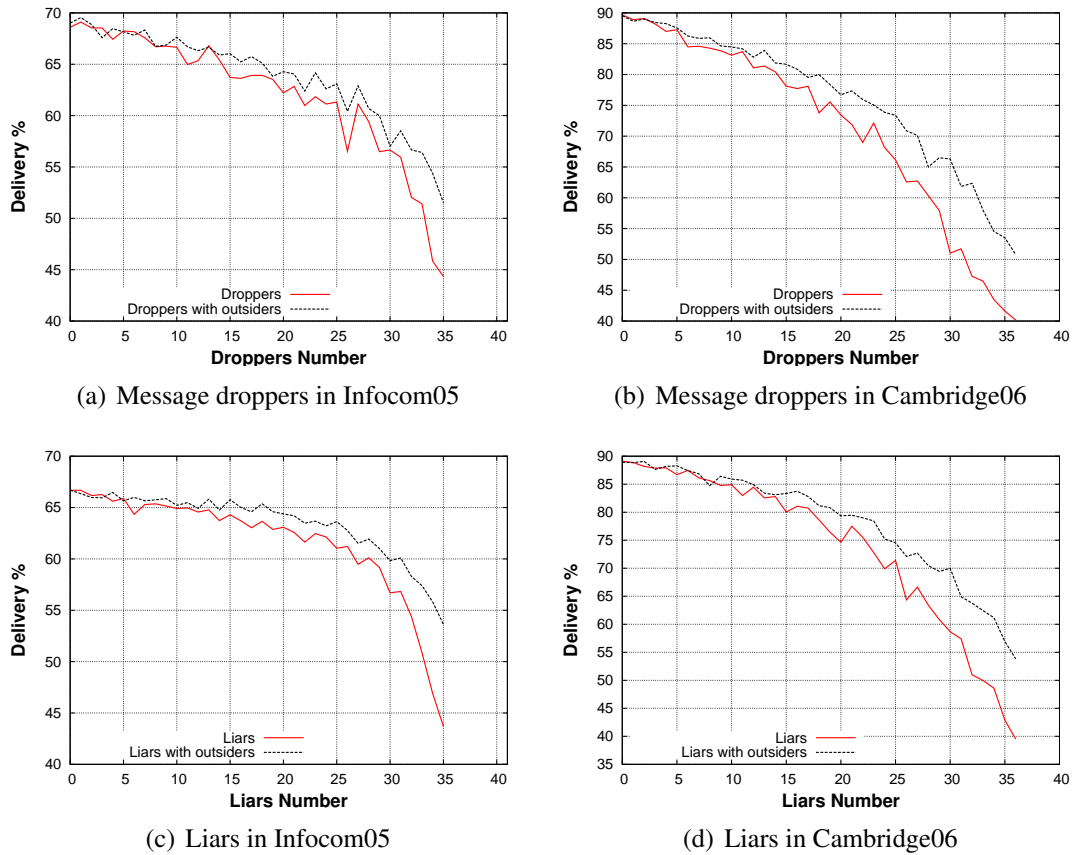 70
65
60
55
50
45
40
0 5 10 15 20 25 30 35 40
Delivery %
Droppers Number
Droppers
Droppers with outsiders
(a) Message droppers in Infocom05
90
85
80
75
70
65
60
55
50
45
40
0 5 10 15 20 25 30 35 40
Delivery %
Droppers Number
Droppers
Droppers with outsiders
(b) Message droppers in Cambridge06
70
65
60
55
50
45
40
0 5 10 15 20 25 30 35 40
Delivery %
Liars Number
Liars
Liars with outsiders
(c) Liars in Infocom05
90
85
80
75
70
65
60
55
50
45
40
35
0 5 10 15 20 25 30 35 40
Delivery %
Liars Number
Liars
Liars with outsiders
(d) Liars in Cambridge06